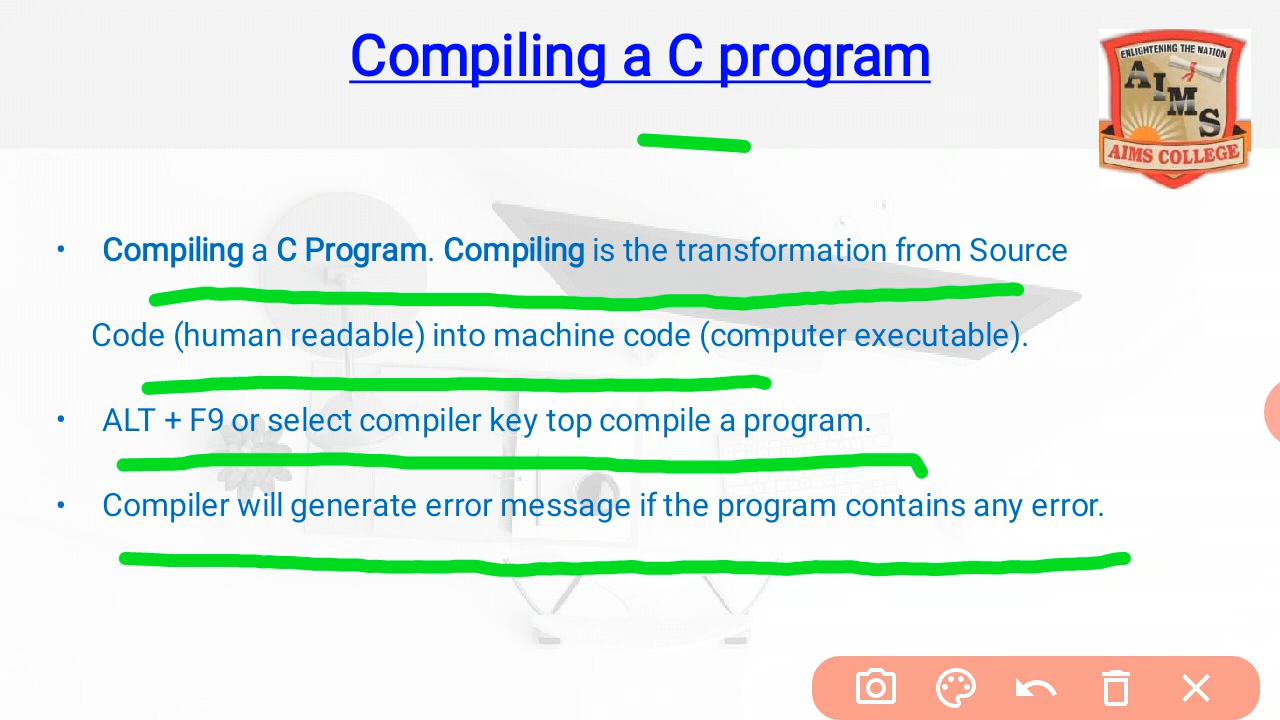 Compiling a C program
ENLIGHTENING THE NATION
AIMS
AIMS COLLEGE
• Compiling a C Program. Compiling is the transformation from Source
Code (human readable) into machine code (computer executable).
• ALT + F9 or select compiler key top compile a program.
• Compiler will generate error message if the program contains any error.